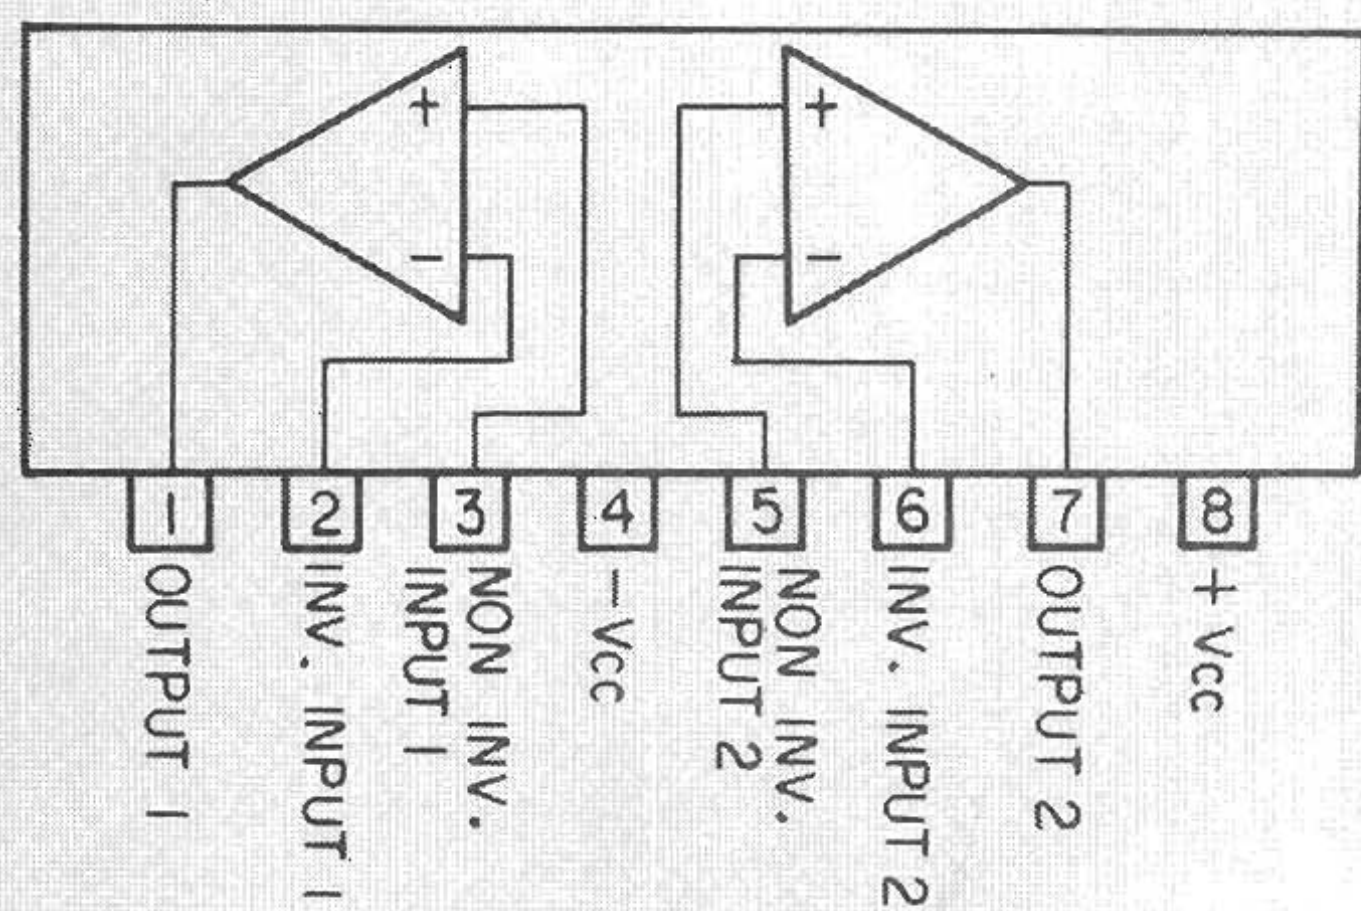 + +
− −
1 2 3 4 5 6 7 8
OUTPUT 1
INV. INPUT 1
NON INV.
INPUT 1
−Vcc
NON INV.
INPUT 2
INV. INPUT 2
OUTPUT 2
+Vcc